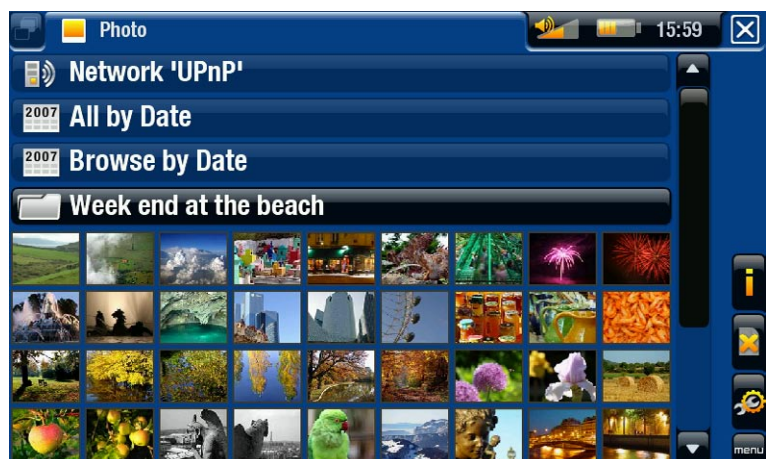 Photo
15:59
Network 'UPnP'
2007 All by Date
2007 Browse by Date
Week end at the beach
menu